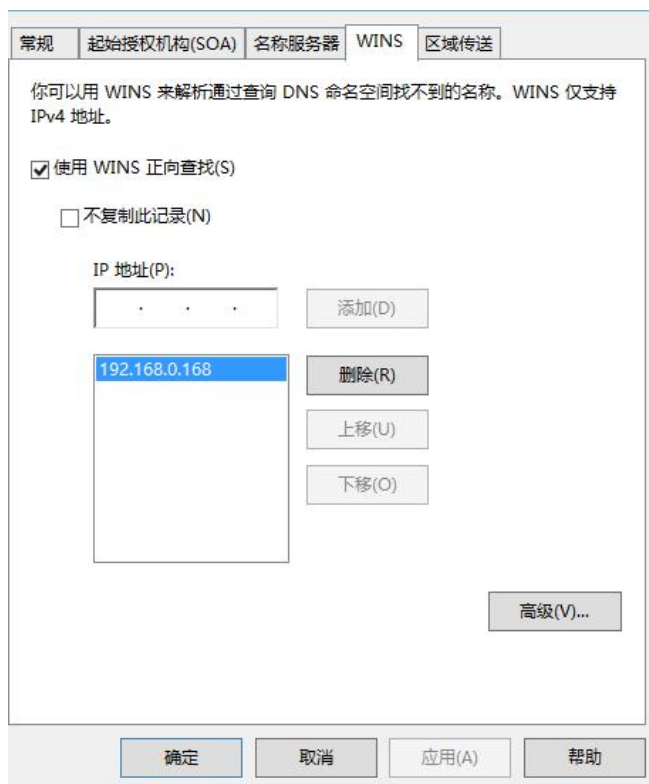 常规 起始授权机构(SOA) 名称服务器 WINS 区域传送
你可以用 WINS 来解析通过查询 DNS 命名空间找不到的名称。WINS 仅支持
IPv4 地址。
使用 WINS 正向查找(S)
不复制此记录(N)
IP 地址(P):
. . . 添加(D)
192.168.0.168 删除(R)
上移(U)
下移(O)
高级(V)...
确定 取消 应用(A) 帮助